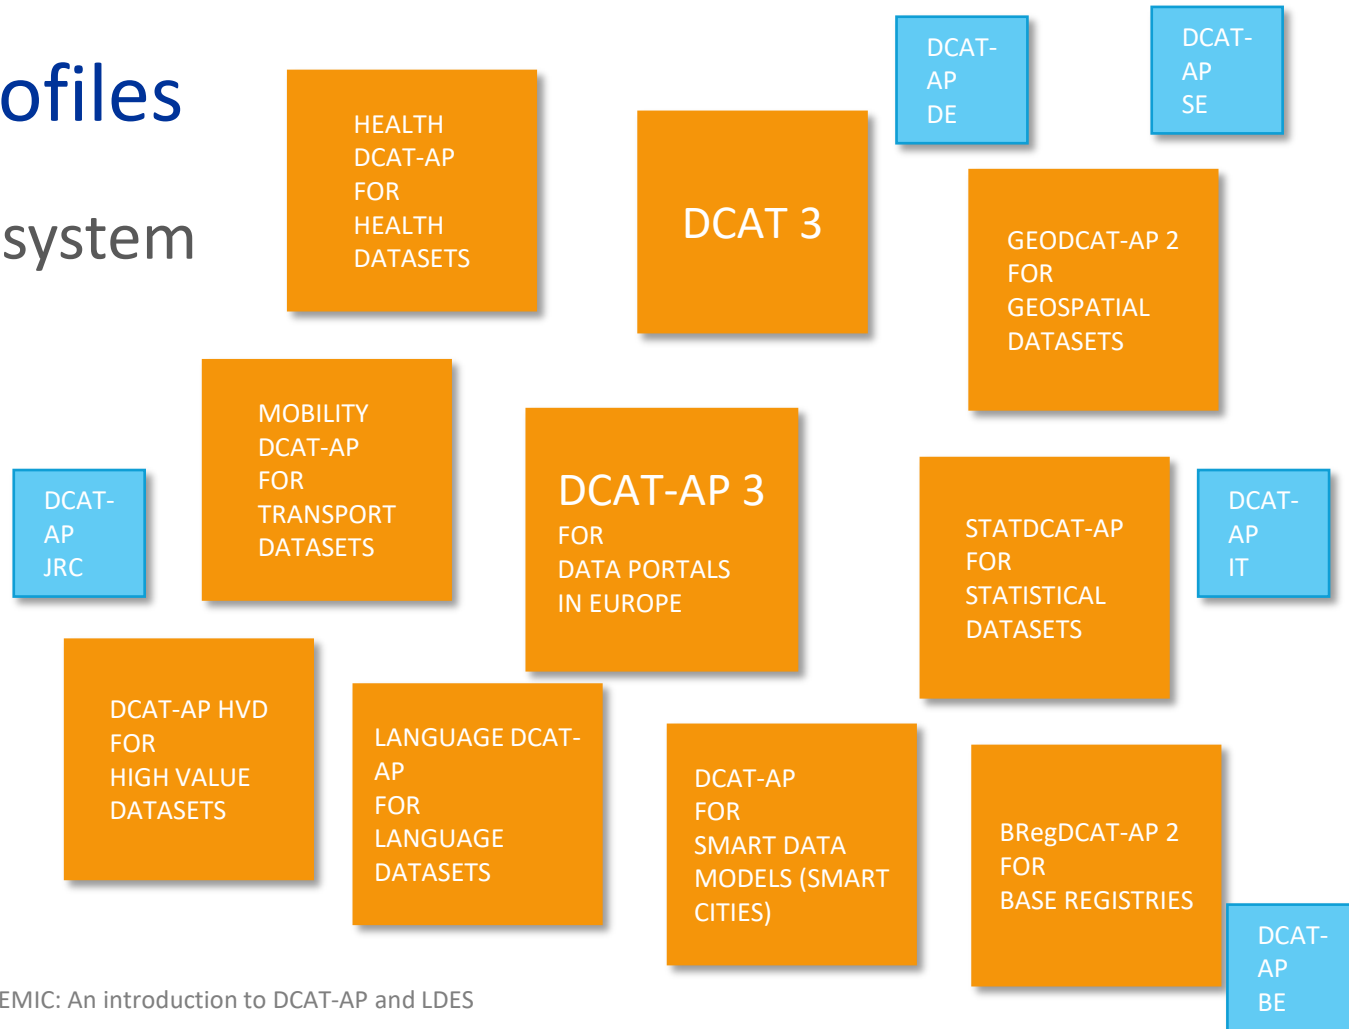 ofiles
system
HEALTH
DCAT-AP
FOR
HEALTH
DATASETS
DCAT 3
DCAT-
AP
DE
DCAT-
AP
SE
GEODCAT-AP 2
FOR
GEOSPATIAL
DATASETS
MOBILITY
DCAT-AP
FOR
TRANSPORT
DATASETS
DCAT-AP 3
FOR
DATA PORTALS
IN EUROPE
DCAT-
AP
JRC
STATDCAT-AP
FOR
STATISTICAL
DATASETS
DCAT-
AP
IT
DCAT-AP HVD
FOR
HIGH VALUE
DATASETS
LANGUAGE DCAT-
AP
FOR
LANGUAGE
DATASETS
DCAT-AP
FOR
SMART DATA
MODELS (SMART
CITIES)
BRegDCAT-AP 2
FOR
BASE REGISTRIES
DCAT-
AP
BE
EMIC: An introduction to DCAT-AP and LDES